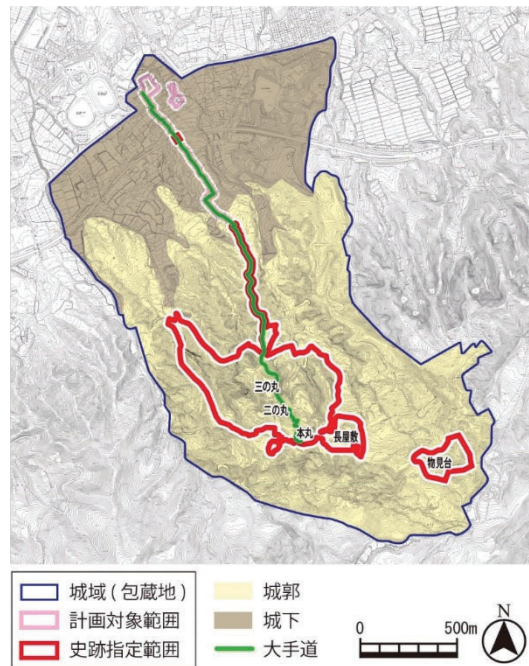 三の丸
二の丸
本丸
長屋敷
物見台
城域(包蔵地)
計画対象範囲
史跡指定範囲
城郭
城下
大手道
0 500m
N